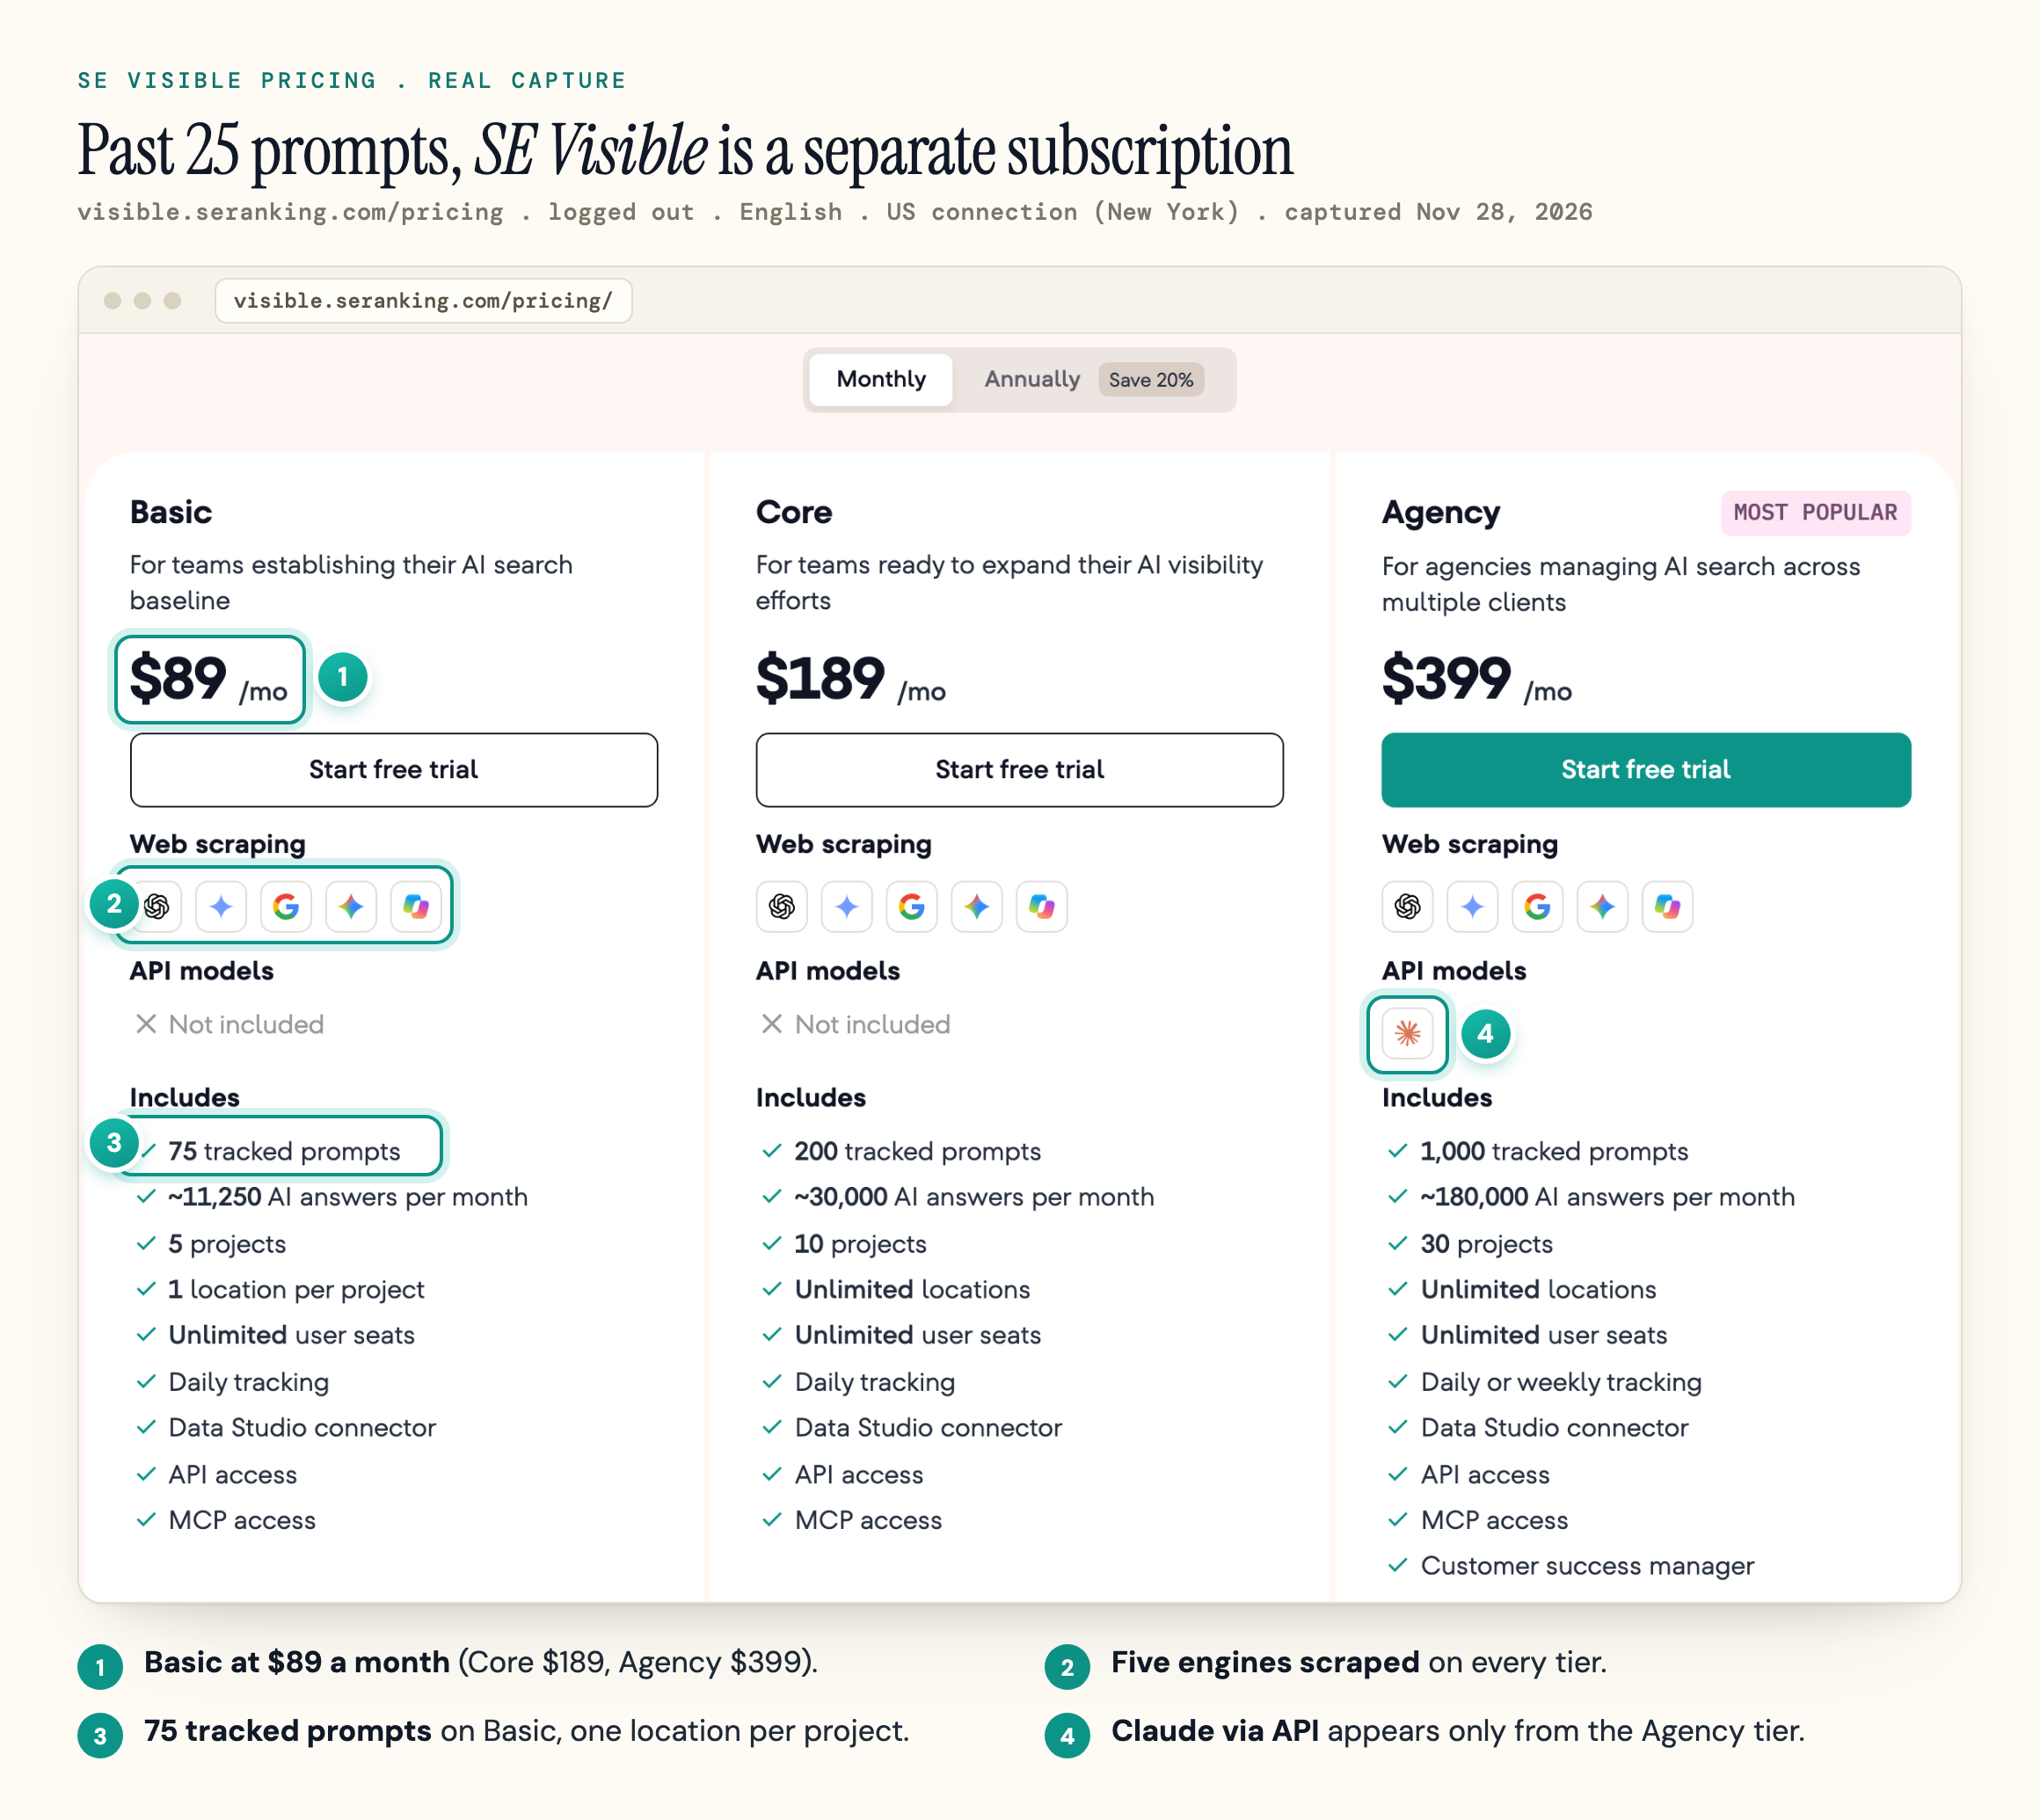 SE VISIBLE PRICING . REAL CAPTURE
Past 25 prompts, SE Visible is a separate subscription
visible.seranking.com/pricing . logged out . English . US connection (New York) . captured Nov 28, 2026
visible.seranking.com/pricing/
Monthly
Annually
Save 20%
Basic
For teams establishing their AI search
baseline
$89 /mo
1
Start free trial
Web scraping
2
API models
Not included
Includes
3
75 tracked prompts
~11,250 AI answers per month
5 projects
1 location per project
Unlimited user seats
Daily tracking
Data Studio connector
API access
MCP access
Core
For teams ready to expand their AI visibility
efforts
$189 /mo
Start free trial
Web scraping
API models
Not included
Includes
200 tracked prompts
~30,000 AI answers per month
10 projects
Unlimited locations
Unlimited user seats
Daily tracking
Data Studio connector
API access
MCP access
Agency
MOST POPULAR
For agencies managing AI search across
multiple clients
$399 /mo
Start free trial
Web scraping
API models
4
Includes
1,000 tracked prompts
~180,000 AI answers per month
30 projects
Unlimited locations
Unlimited user seats
Daily or weekly tracking
Data Studio connector
API access
MCP access
Customer success manager
1 Basic at $89 a month (Core $189, Agency $399).
2 Five engines scraped on every tier.
3 75 tracked prompts on Basic, one location per project.
4 Claude via API appears only from the Agency tier.